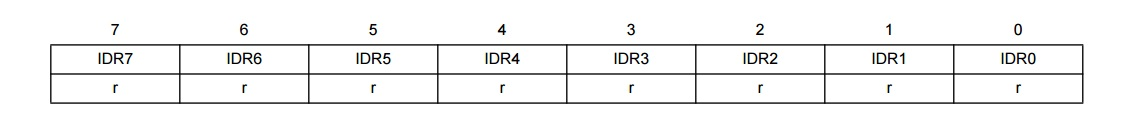 7 6 5 4 3 2 1 0
IDR7 IDR6 IDR5 IDR4 IDR3 IDR2 IDR1 IDR0
r r r r r r r r